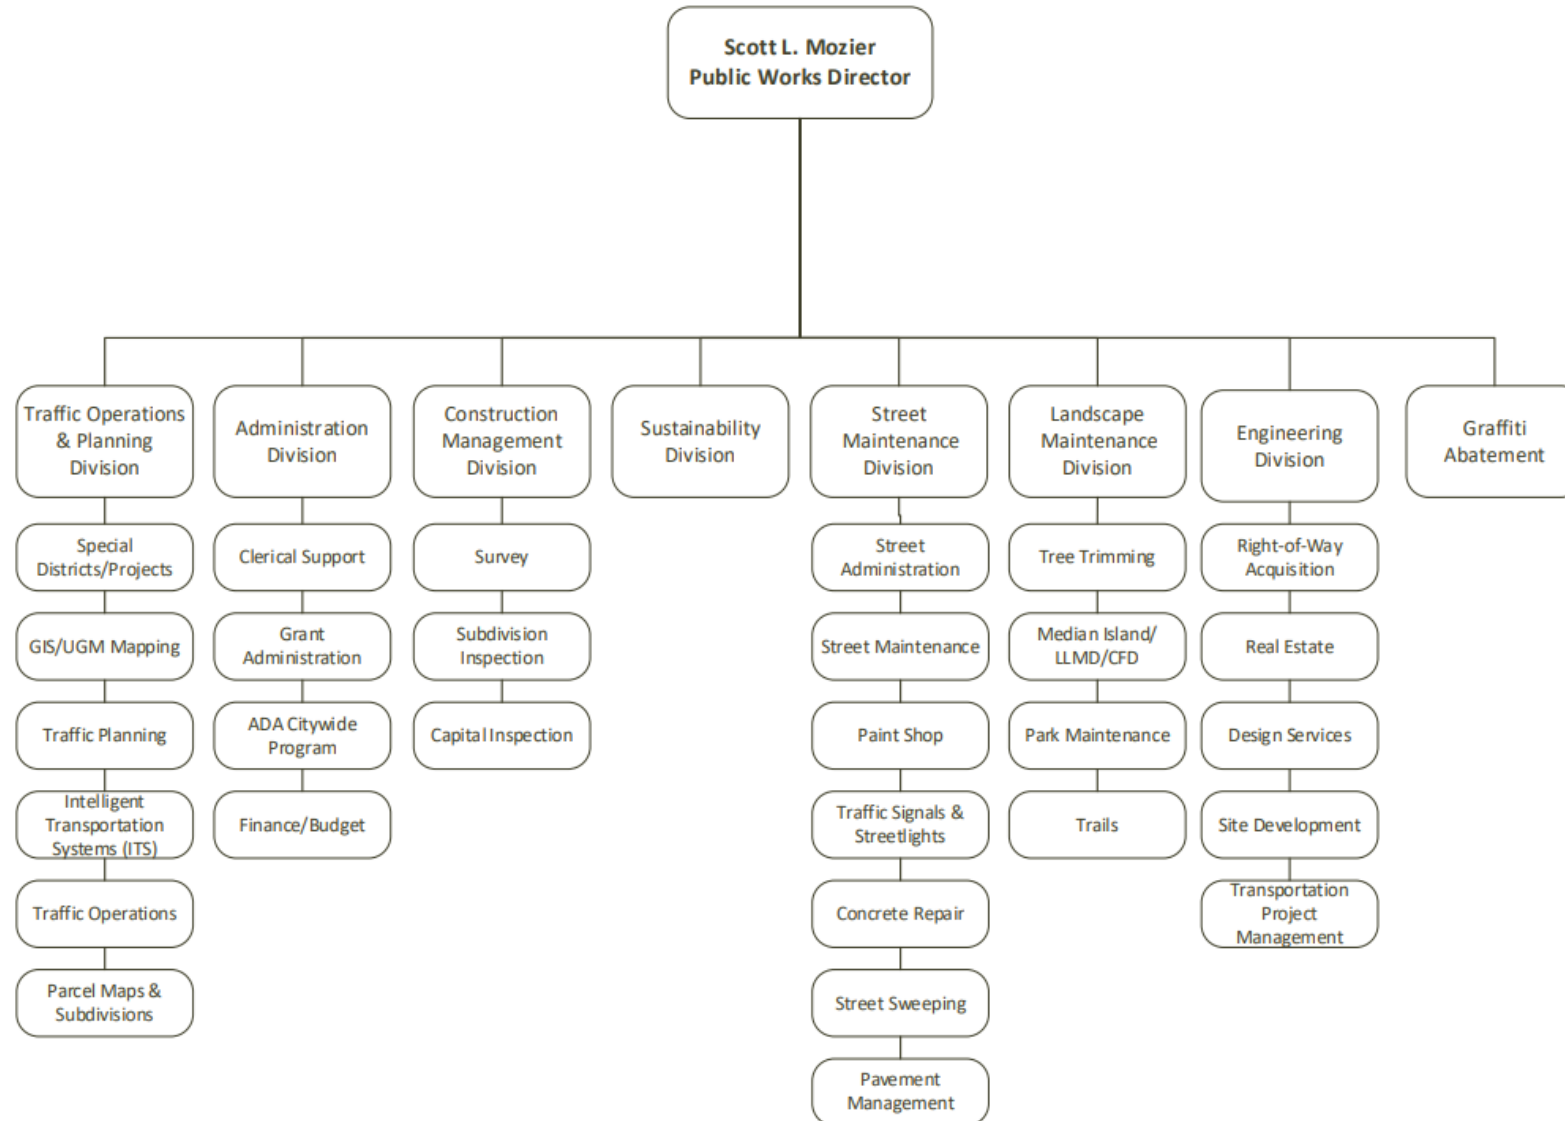 Scott L. Mozier
Public Works Director
Traffic Operations
& Planning
Division
Administration
Division
Construction
Management
Division
Sustainability
Division
Street
Maintenance
Division
Landscape
Maintenance
Division
Engineering
Division
Graffiti
Abatement
Special
Districts/Projects
GIS/UGM Mapping
Traffic Planning
Intelligent
Transportation
Systems (ITS)
Traffic Operations
Parcel Maps &
Subdivisions
Clerical Support
Grant
Administration
ADA Citywide
Program
Finance/Budget
Survey
Subdivision
Inspection
Capital Inspection
Street
Administration
Street Maintenance
Paint Shop
Traffic Signals &
Streetlights
Concrete Repair
Street Sweeping
Pavement
Management
Tree Trimming
Median Island/
LLMD/CFD
Park Maintenance
Trails
Right-of-Way
Acquisition
Real Estate
Design Services
Site Development
Transportation
Project
Management